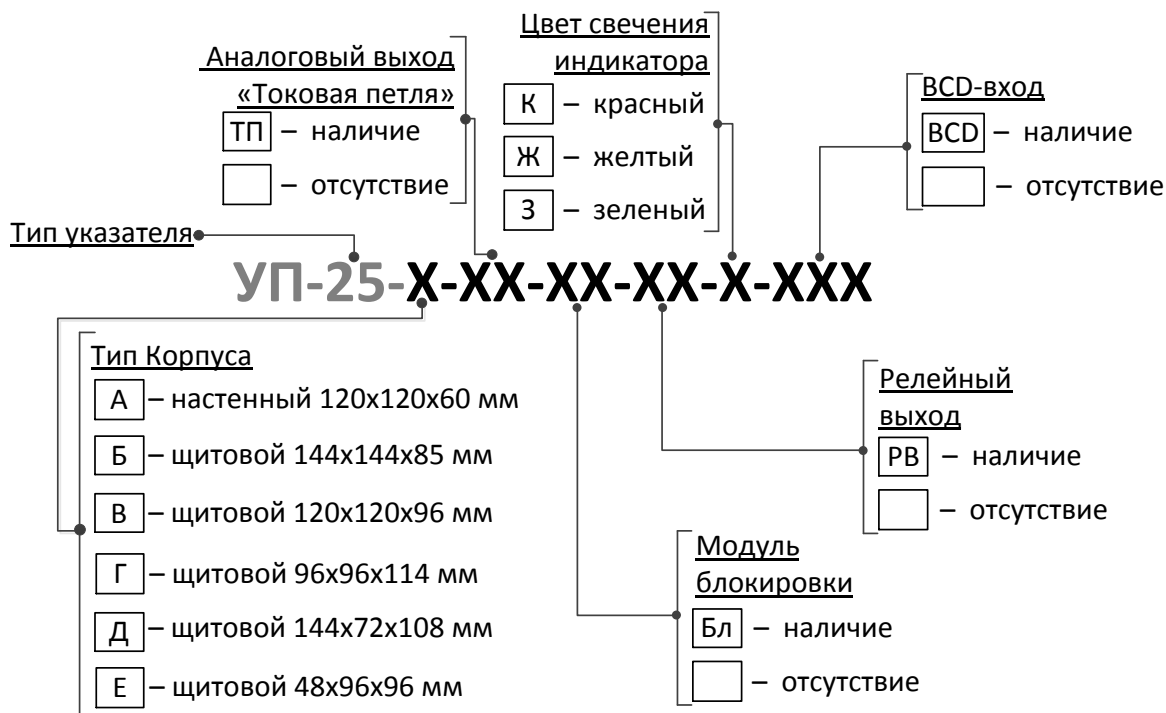 Аналоговый выход
«Токовая петля»
ТП – наличие
– отсутствие
Цвет свечения
индикатора
К – красный
Ж – желтый
З – зеленый
BCD-вход
BCD – наличие
– отсутствие
Тип указателя
УП-25-Х-ХХ-ХХ-ХХ-Х-ХХХ
Тип Корпуса
А – настенный 120х120х60 мм
Б – щитовой 144х144х85 мм
В – щитовой 120х120х96 мм
Г – щитовой 96х96х114 мм
Д – щитовой 144х72х108 мм
Е – щитовой 48х96х96 мм
Релейный
выход
РВ – наличие
– отсутствие
Модуль
блокировки
Бл – наличие
– отсутствие